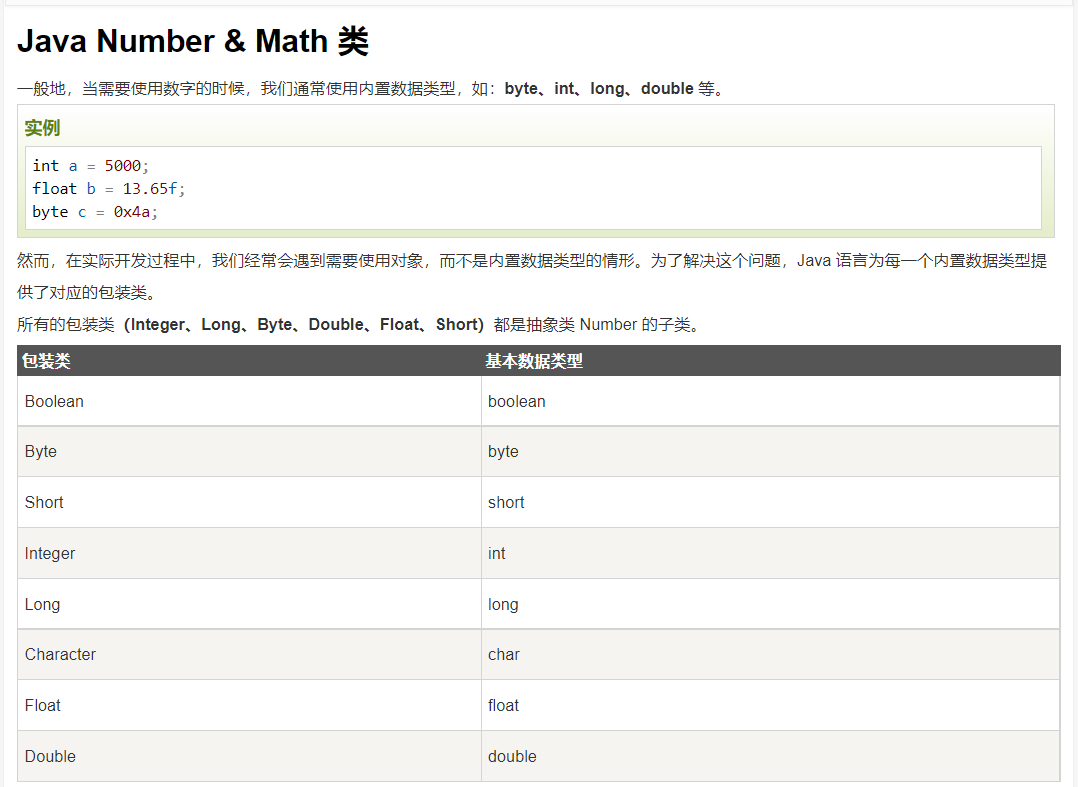 Java Number & Math 类
一般地，当需要使用数字的时候，我们通常使用内置数据类型，如：byte、int、long、double 等。
实例
int a = 5000;
float b = 13.65f;
byte c = 0x4a;
然而，在实际开发过程中，我们经常会遇到需要使用对象，而不是内置数据类型的情形。为了解决这个问题，Java 语言为每一个内置数据类型提
供了对应的包装类。
所有的包装类（Integer、Long、Byte、Double、Float、Short）都是抽象类 Number 的子类。
包装类 基本数据类型
Boolean boolean
Byte byte
Short short
Integer int
Long long
Character char
Float float
Double double